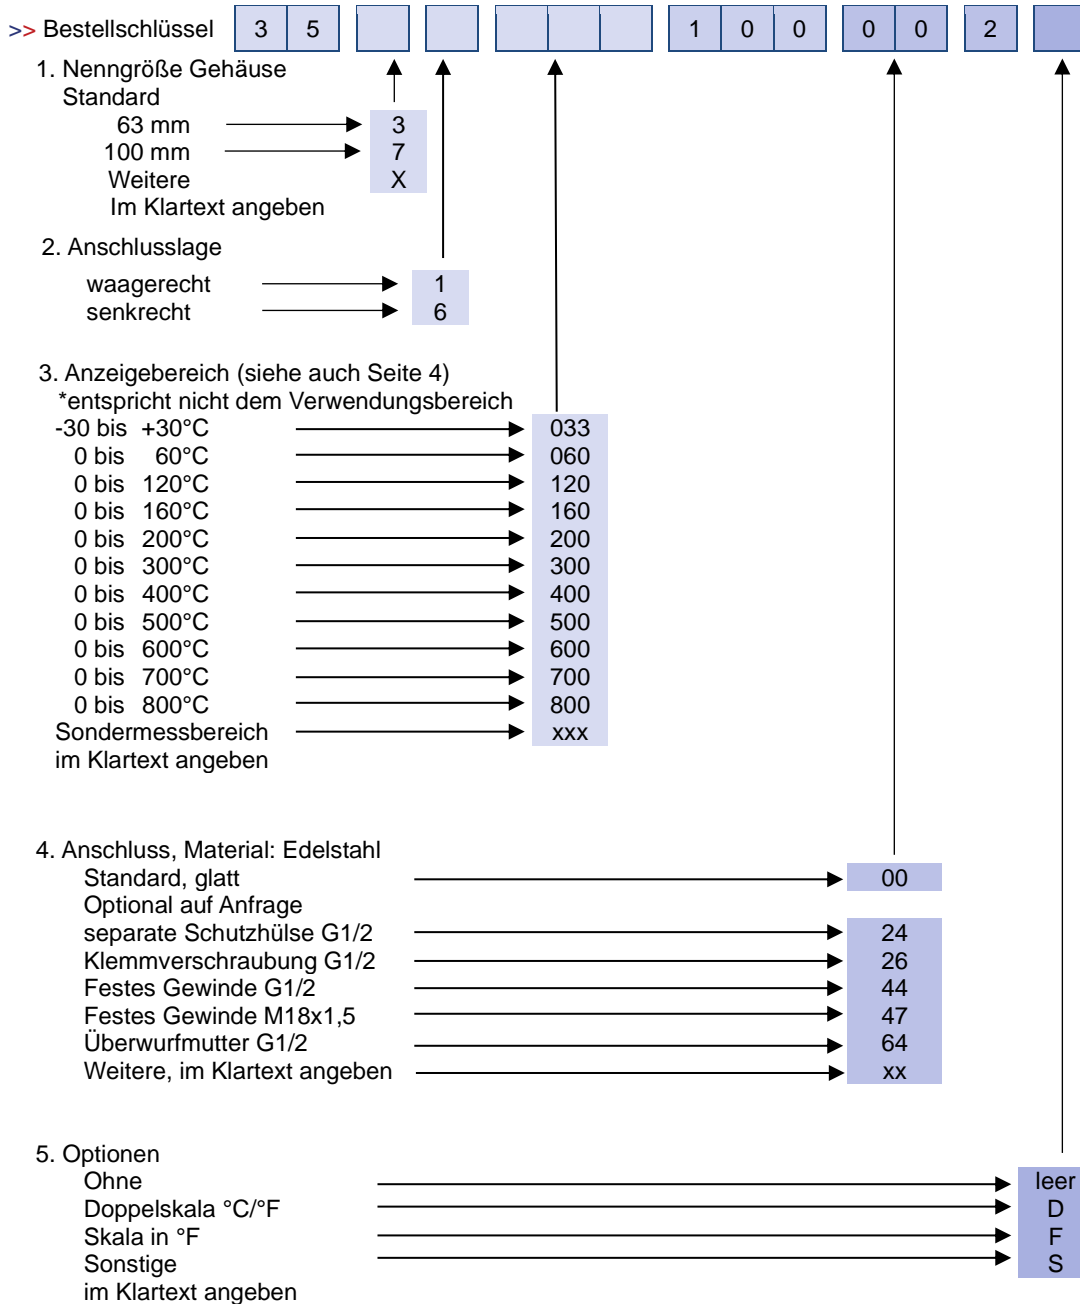 >> Bestellschlüssel 3 5 1 0 0 0 0 2
1. Nenngröße Gehäuse
Standard
63 mm 3
100 mm 7
Weitere X
Im Klartext angeben
2. Anschlusslage
waagerecht 1
senkrecht 6
3. Anzeigebereich (siehe auch Seite 4)
*entspricht nicht dem Verwendungsbereich
-30 bis +30°C 033
0 bis 60°C 060
0 bis 120°C 120
0 bis 160°C 160
0 bis 200°C 200
0 bis 300°C 300
0 bis 400°C 400
0 bis 500°C 500
0 bis 600°C 600
0 bis 700°C 700
0 bis 800°C 800
Sondermessbereich xxx
im Klartext angeben
4. Anschluss, Material: Edelstahl
Standard, glatt 00
Optional auf Anfrage
separate Schutzhülse G1/2 24
Klemmverschraubung G1/2 26
Festes Gewinde G1/2 44
Festes Gewinde M18x1,5 47
Überwurfmutter G1/2 64
Weitere, im Klartext angeben xx
5. Optionen
Ohne leer
Doppelskala °C/°F D
Skala in °F F
Sonstige S
im Klartext angeben